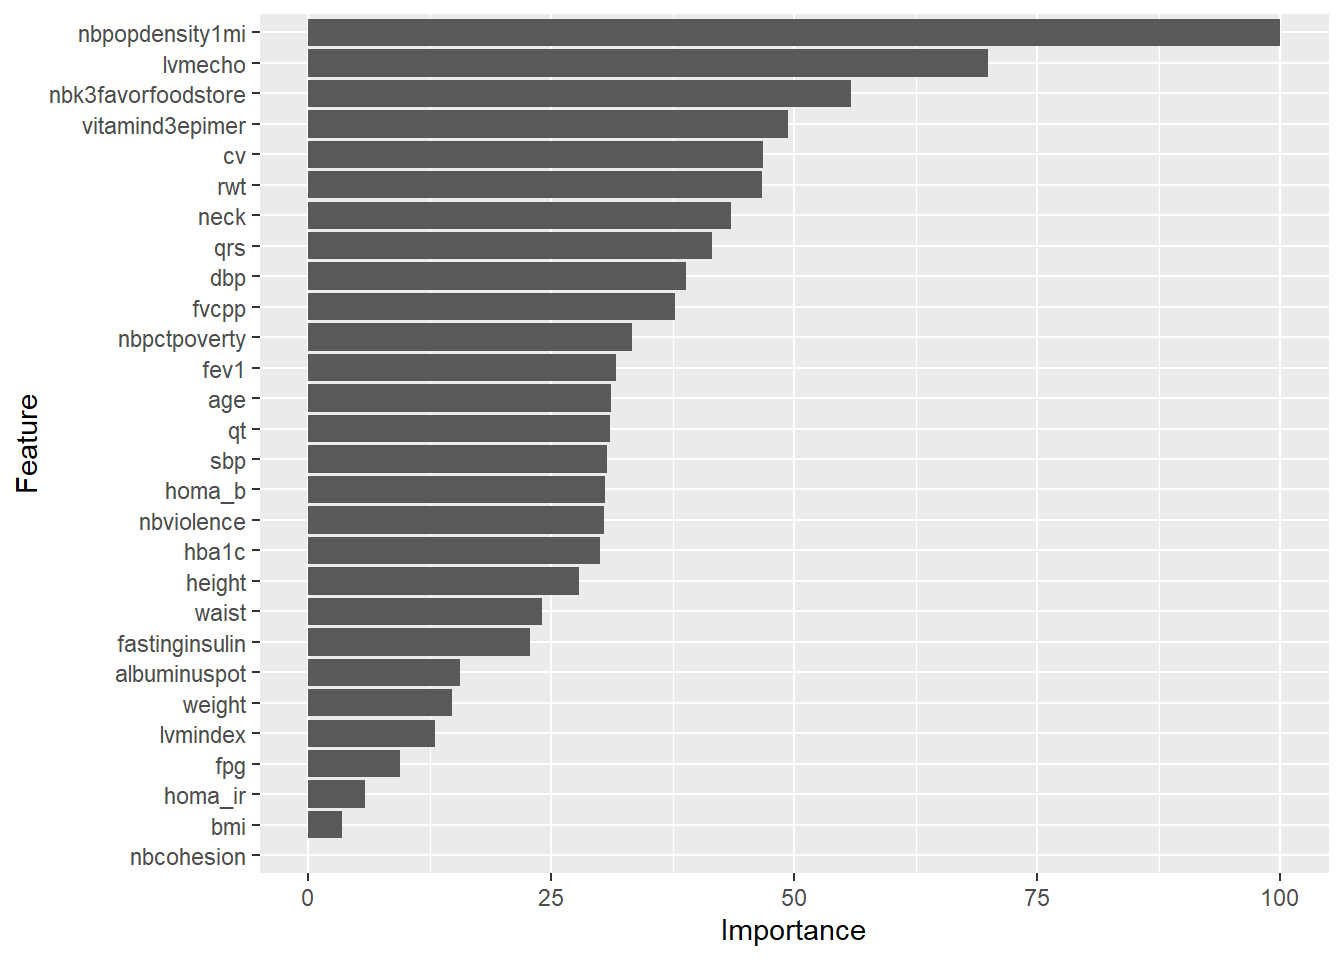 nbpopdensity1mi
lvmecho
nbk3favorfoodstore
vitamind3epimer
cv
rwt
neck
qrs
dbp
fvcpp
nbpctpoverty
fev1
age
qt
sbp
homa_b
nbviolence
hba1c
height
waist
fastinginsulin
albuminuspot
weight
lvmindex
fpg
homa_ir
bmi
nbcohesion
Feature
0 25 50 75 100
Importance